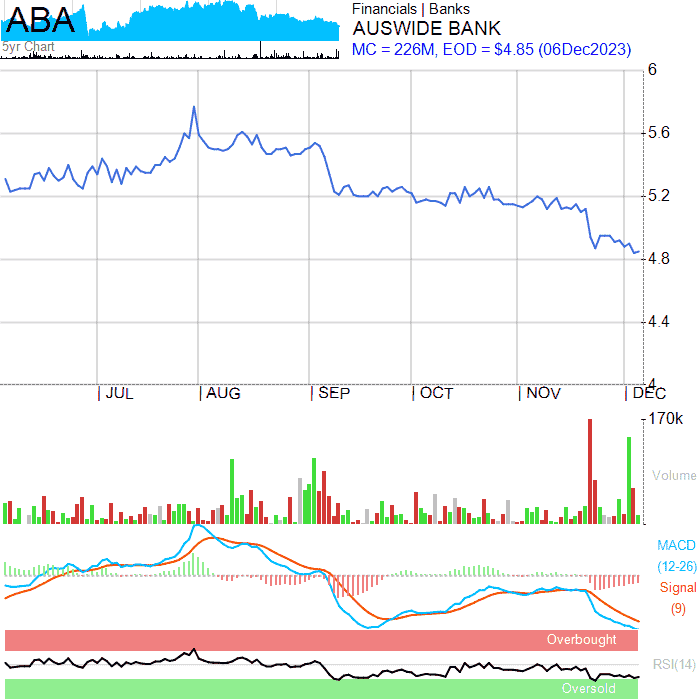 ABA
5yr Chart
Financials | Banks
AUSWIDE BANK
MC = 226M, EOD = $4.85 (06Dec2023)
6
5.6
5.2
4.8
4.4
4
JUL AUG SEP OCT NOV DEC
170k
Volume
MACD
(12-26)
Signal
(9)
Overbought
RSI(14)
Oversold